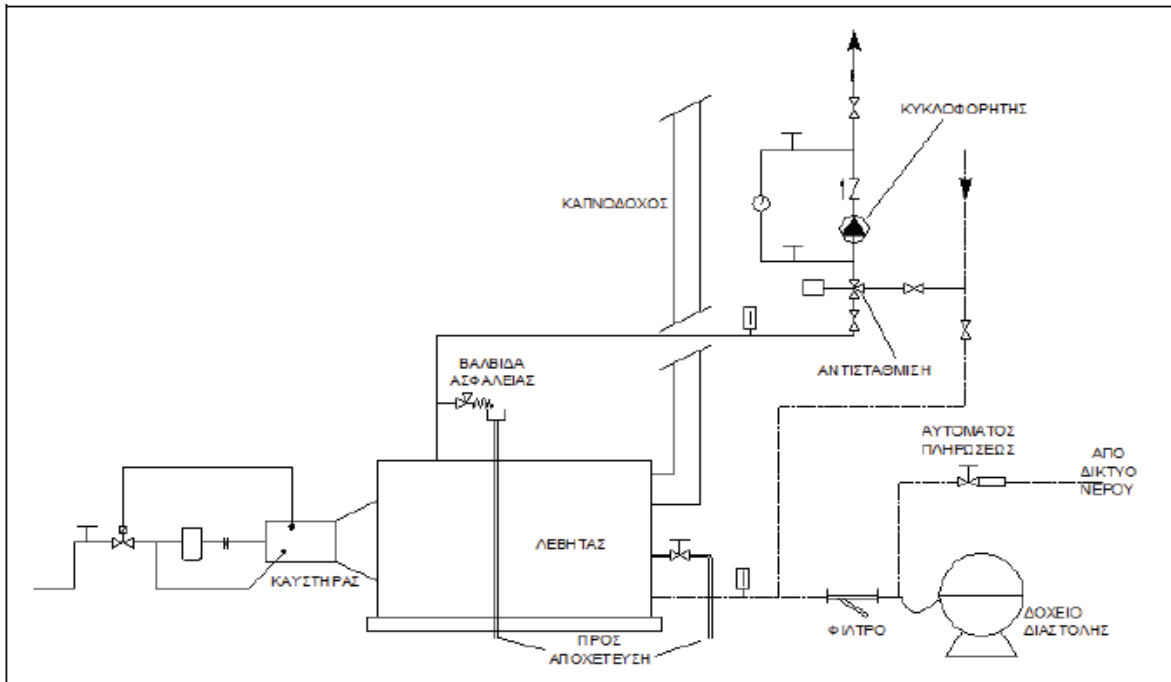 ΚΥΚΛΟΦΟΡΗΤΗΣ
ΚΑΠΝΟΔΟΧΟΣ
ΒΑΛΒΙΔΑ
ΑΣΦΑΛΕΙΑΣ
ΑΝΤΙΣΤΑΘΜΙΣΗ
ΑΥΤΟΜΑΤΟΣ
ΠΛΗΡΩΣΕΩΣ
ΑΠΟ
ΔΙΚΤΥΟ
ΝΕΡΟΥ
ΛΕΒΗΤΑΣ
ΚΑΥΣΤΗΡΑΣ
ΦΙΛΤΡΟ
ΔΟΧΕΙΟ
ΔΙΑΣΤΟΛΗΣ
ΠΡΟΣ
ΑΠΟΧΕΤΕΥΣΗ